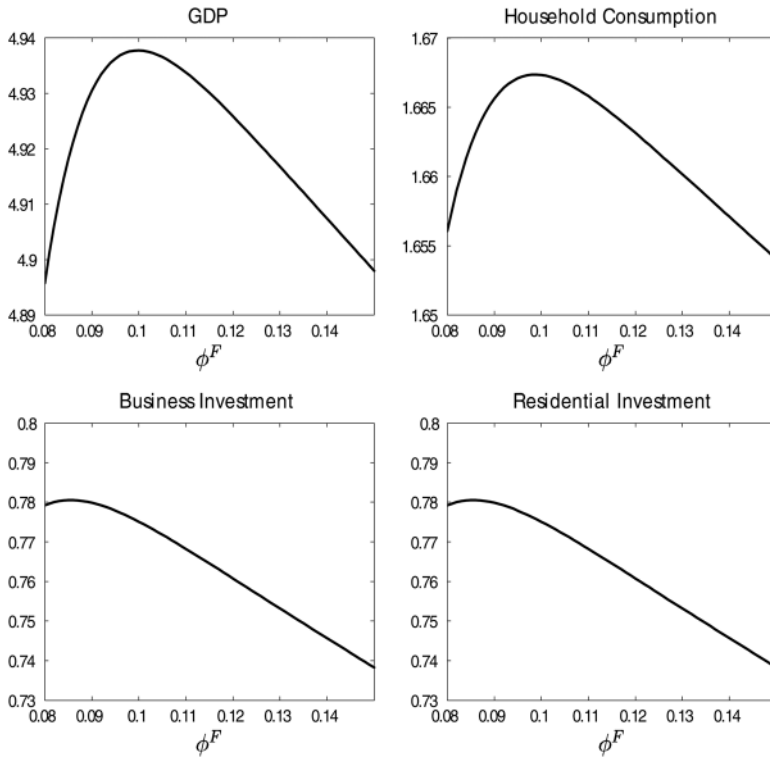 GDP
4.94
4.93
4.92
4.91
4.9
4.89
0.08 0.09 0.1 0.11 0.12 0.13 0.14
ϕ^F
Household Consumption
1.67
1.665
1.66
1.655
1.65
0.08 0.09 0.1 0.11 0.12 0.13 0.14
ϕ^F
Business Investment
0.8
0.79
0.78
0.77
0.76
0.75
0.74
0.73
0.08 0.09 0.1 0.11 0.12 0.13 0.14
ϕ^F
Residential Investment
0.8
0.79
0.78
0.77
0.76
0.75
0.74
0.73
0.08 0.09 0.1 0.11 0.12 0.13 0.14
ϕ^F